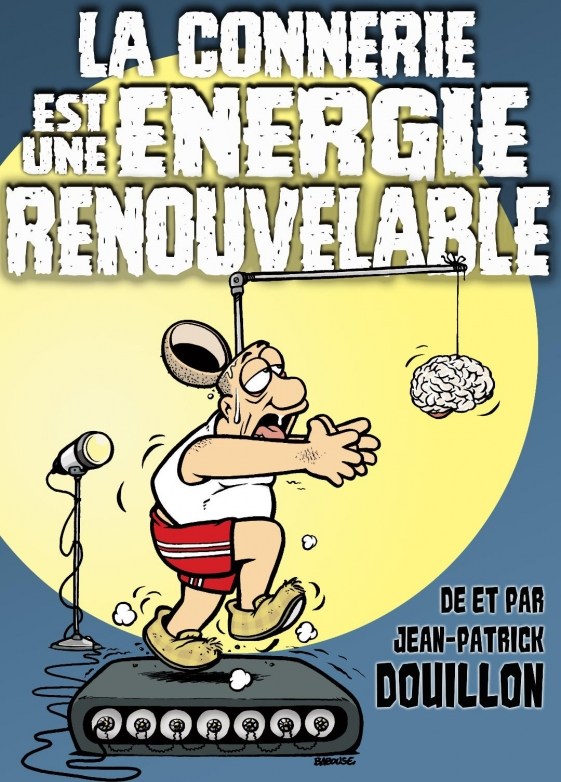 LA CONNERIE
EST ENERGIE
UNE
RENOUVELABLE
DE ET PAR
JEAN-PATRICK
DOUILLON
BABOUSE